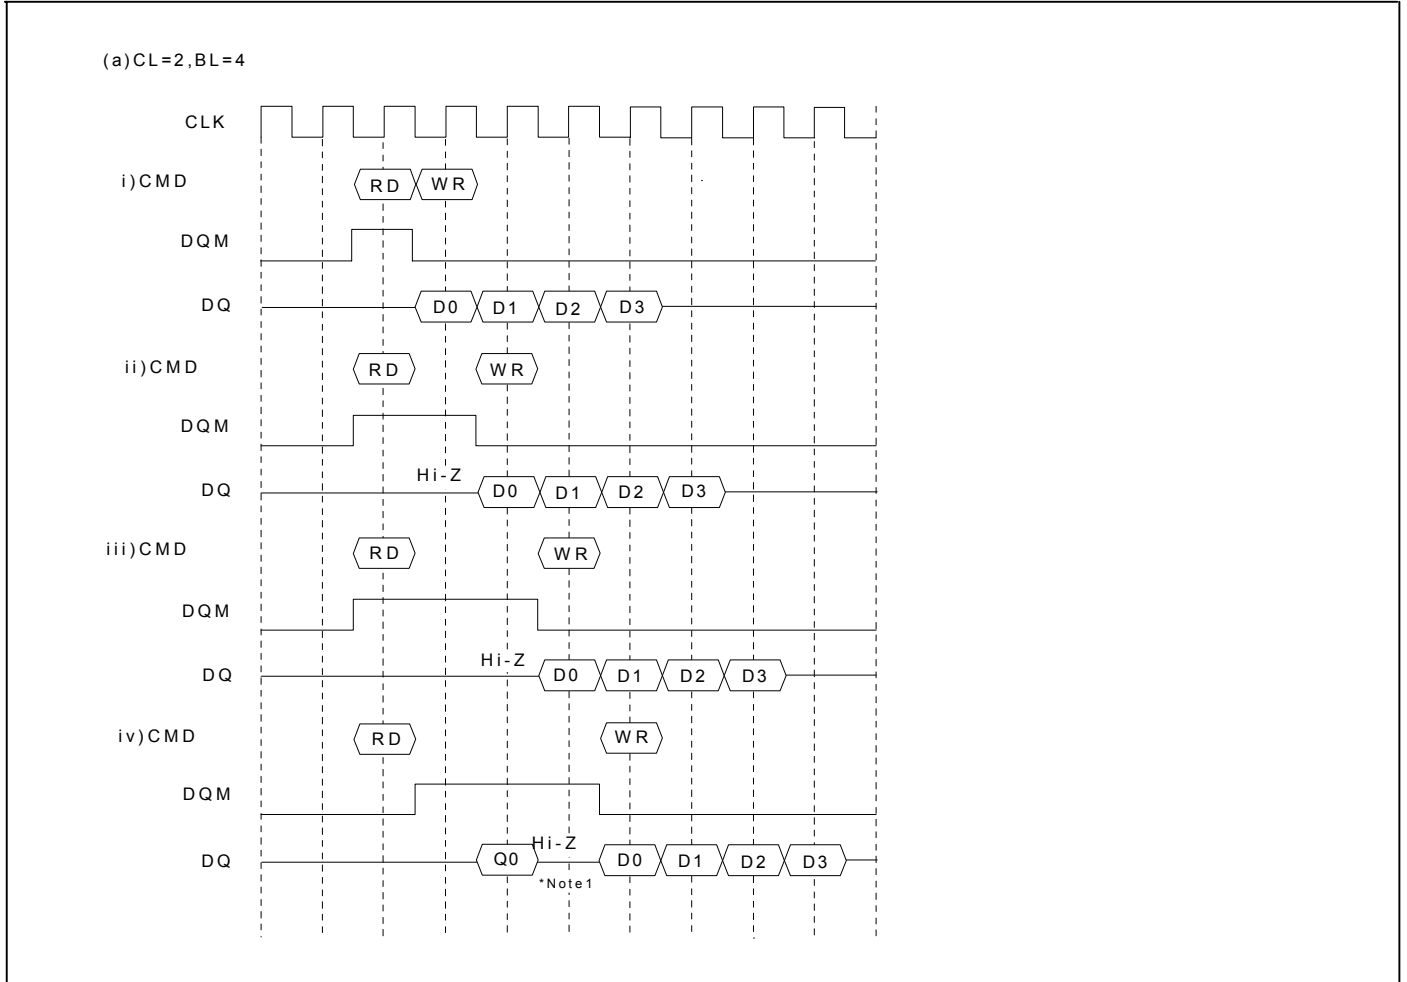 (a)CL=2,BL=4
CLK
i)CMD RD WR
DQM
DQ D0 D1 D2 D3
ii)CMD RD WR
DQM
Hi-Z
DQ D0 D1 D2 D3
iii)CMD RD WR
DQM
Hi-Z
DQ D0 D1 D2 D3
iv)CMD RD WR
DQM
Hi-Z
DQ Q0 D0 D1 D2 D3
*Note1